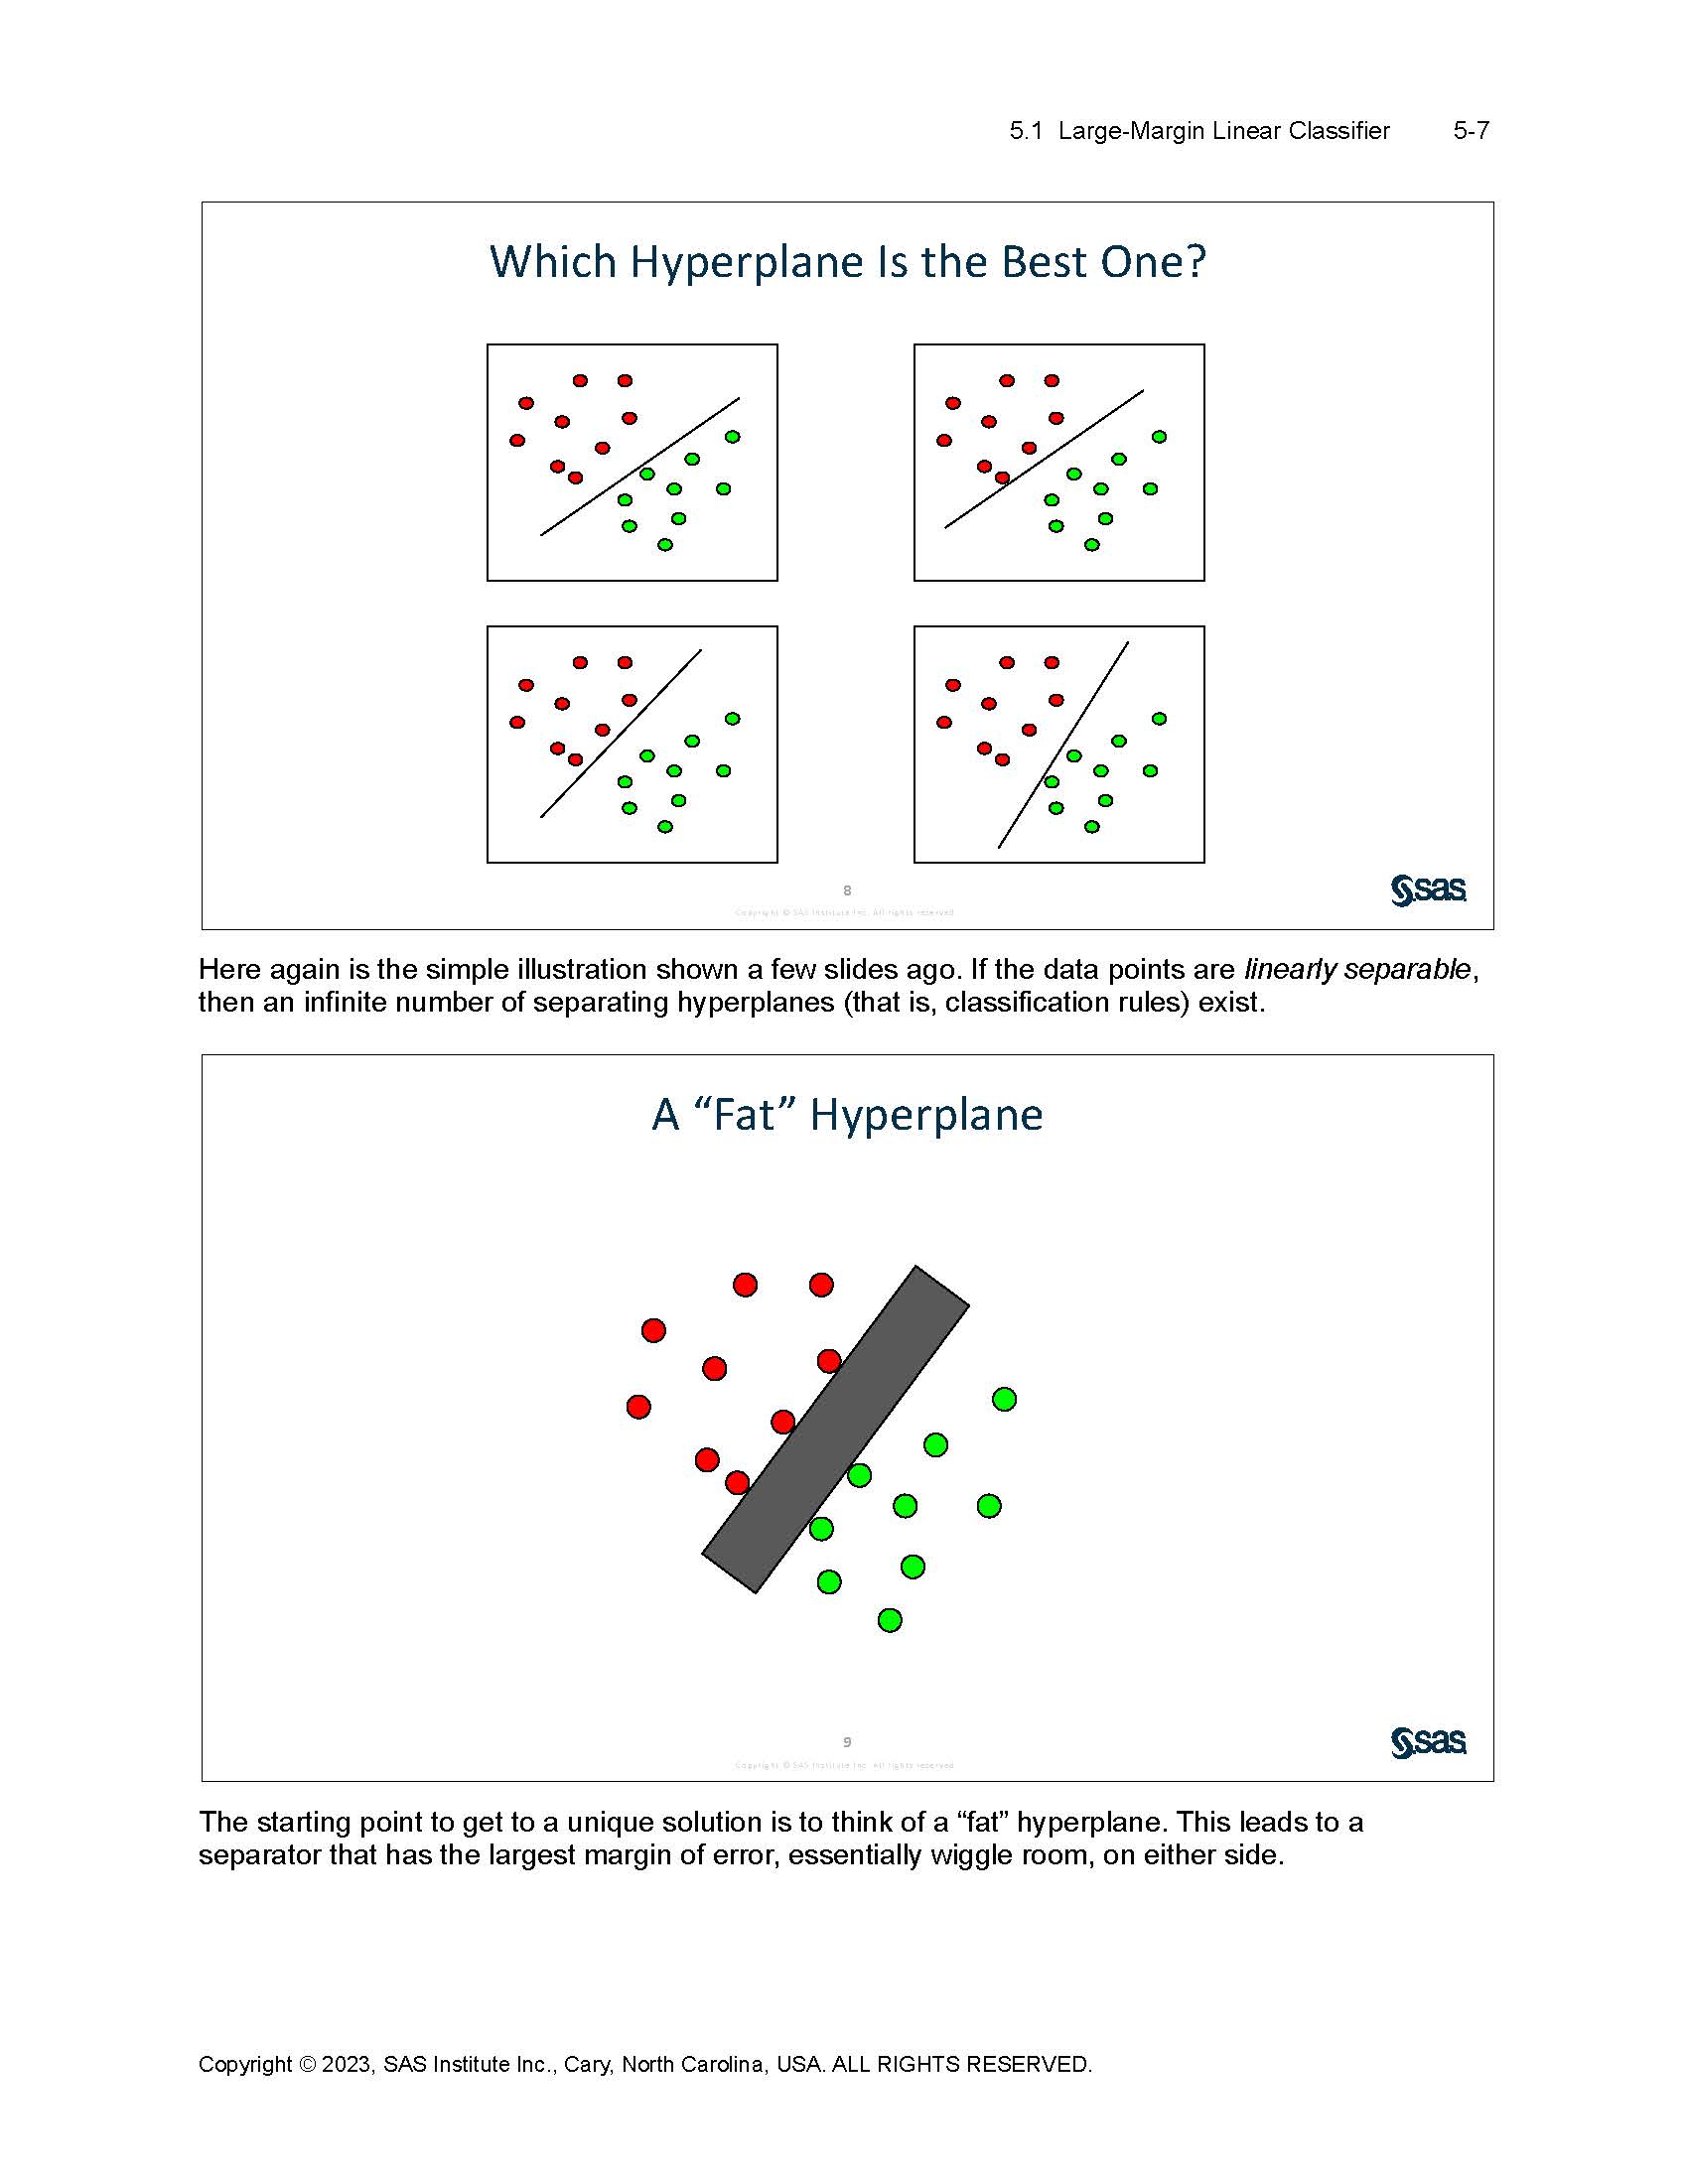 5.1 Large-Margin Linear Classifier 5-7
Which Hyperplane Is the Best One?
8
Copyright © SAS Institute Inc. All rights reserved.
sas
Here again is the simple illustration shown a few slides ago. If the data points are linearly separable,
then an infinite number of separating hyperplanes (that is, classification rules) exist.
A “Fat” Hyperplane
9
Copyright © SAS Institute Inc. All rights reserved.
sas
The starting point to get to a unique solution is to think of a “fat” hyperplane. This leads to a
separator that has the largest margin of error, essentially wiggle room, on either side.
Copyright © 2023, SAS Institute Inc., Cary, North Carolina, USA. ALL RIGHTS RESERVED.